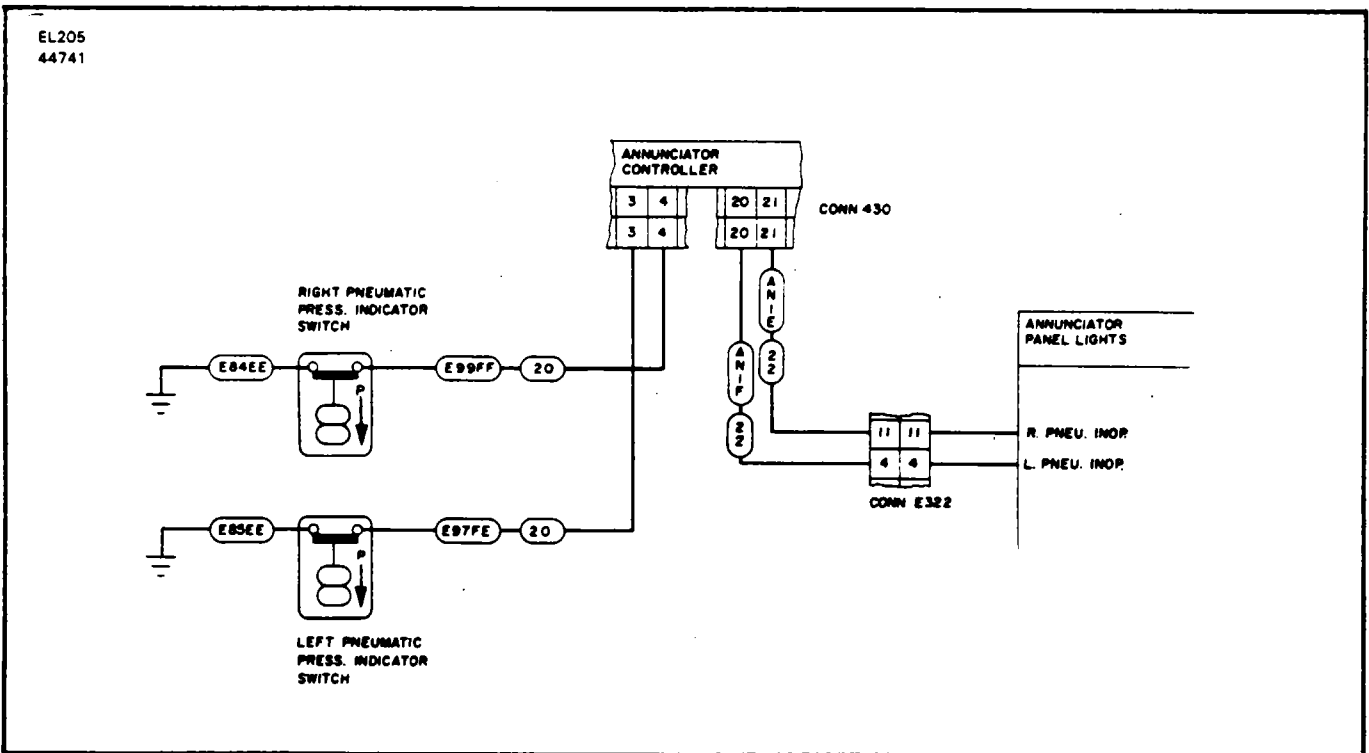 EL205
44741
ANNUNCIATOR
CONTROLLER
3 4
3 4
20 21
20 21
CONN 430
RIGHT PNEUMATIC
PRESS. INDICATOR
SWITCH
E84EE
P
E99FF
20
AN1E
22
AN1F
22
ANNUNCIATOR
PANEL LIGHTS
11 11
R. PNEU. INOP.
4 4
L. PNEU. INOP.
CONN E322
E85EE
P
E97FE
20
LEFT PNEUMATIC
PRESS. INDICATOR
SWITCH